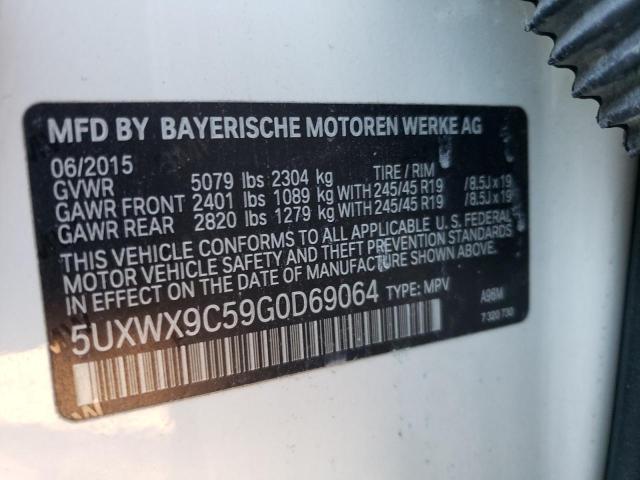 MFD BY BAYERISCHE MOTOREN WERKE AG
06/2015 TIRE / RIM
GVWR 5079 lbs 2304 kg
GAWR FRONT 2401 lbs 1089 kg WITH 245/45 R19 /8.5J x 19
GAWR REAR 2820 lbs 1279 kg WITH 245/45 R19 /8.5J x 19
THIS VEHICLE CONFORMS TO ALL APPLICABLE U. S. FEDERAL
MOTOR VEHICLE SAFETY AND THEFT PREVENTION STANDARDS
IN EFFECT ON THE DATE OF MANUFACTURE SHOWN ABOVE.
5UXWX9C59G0D69064 TYPE: MPV A96M
7 320 730